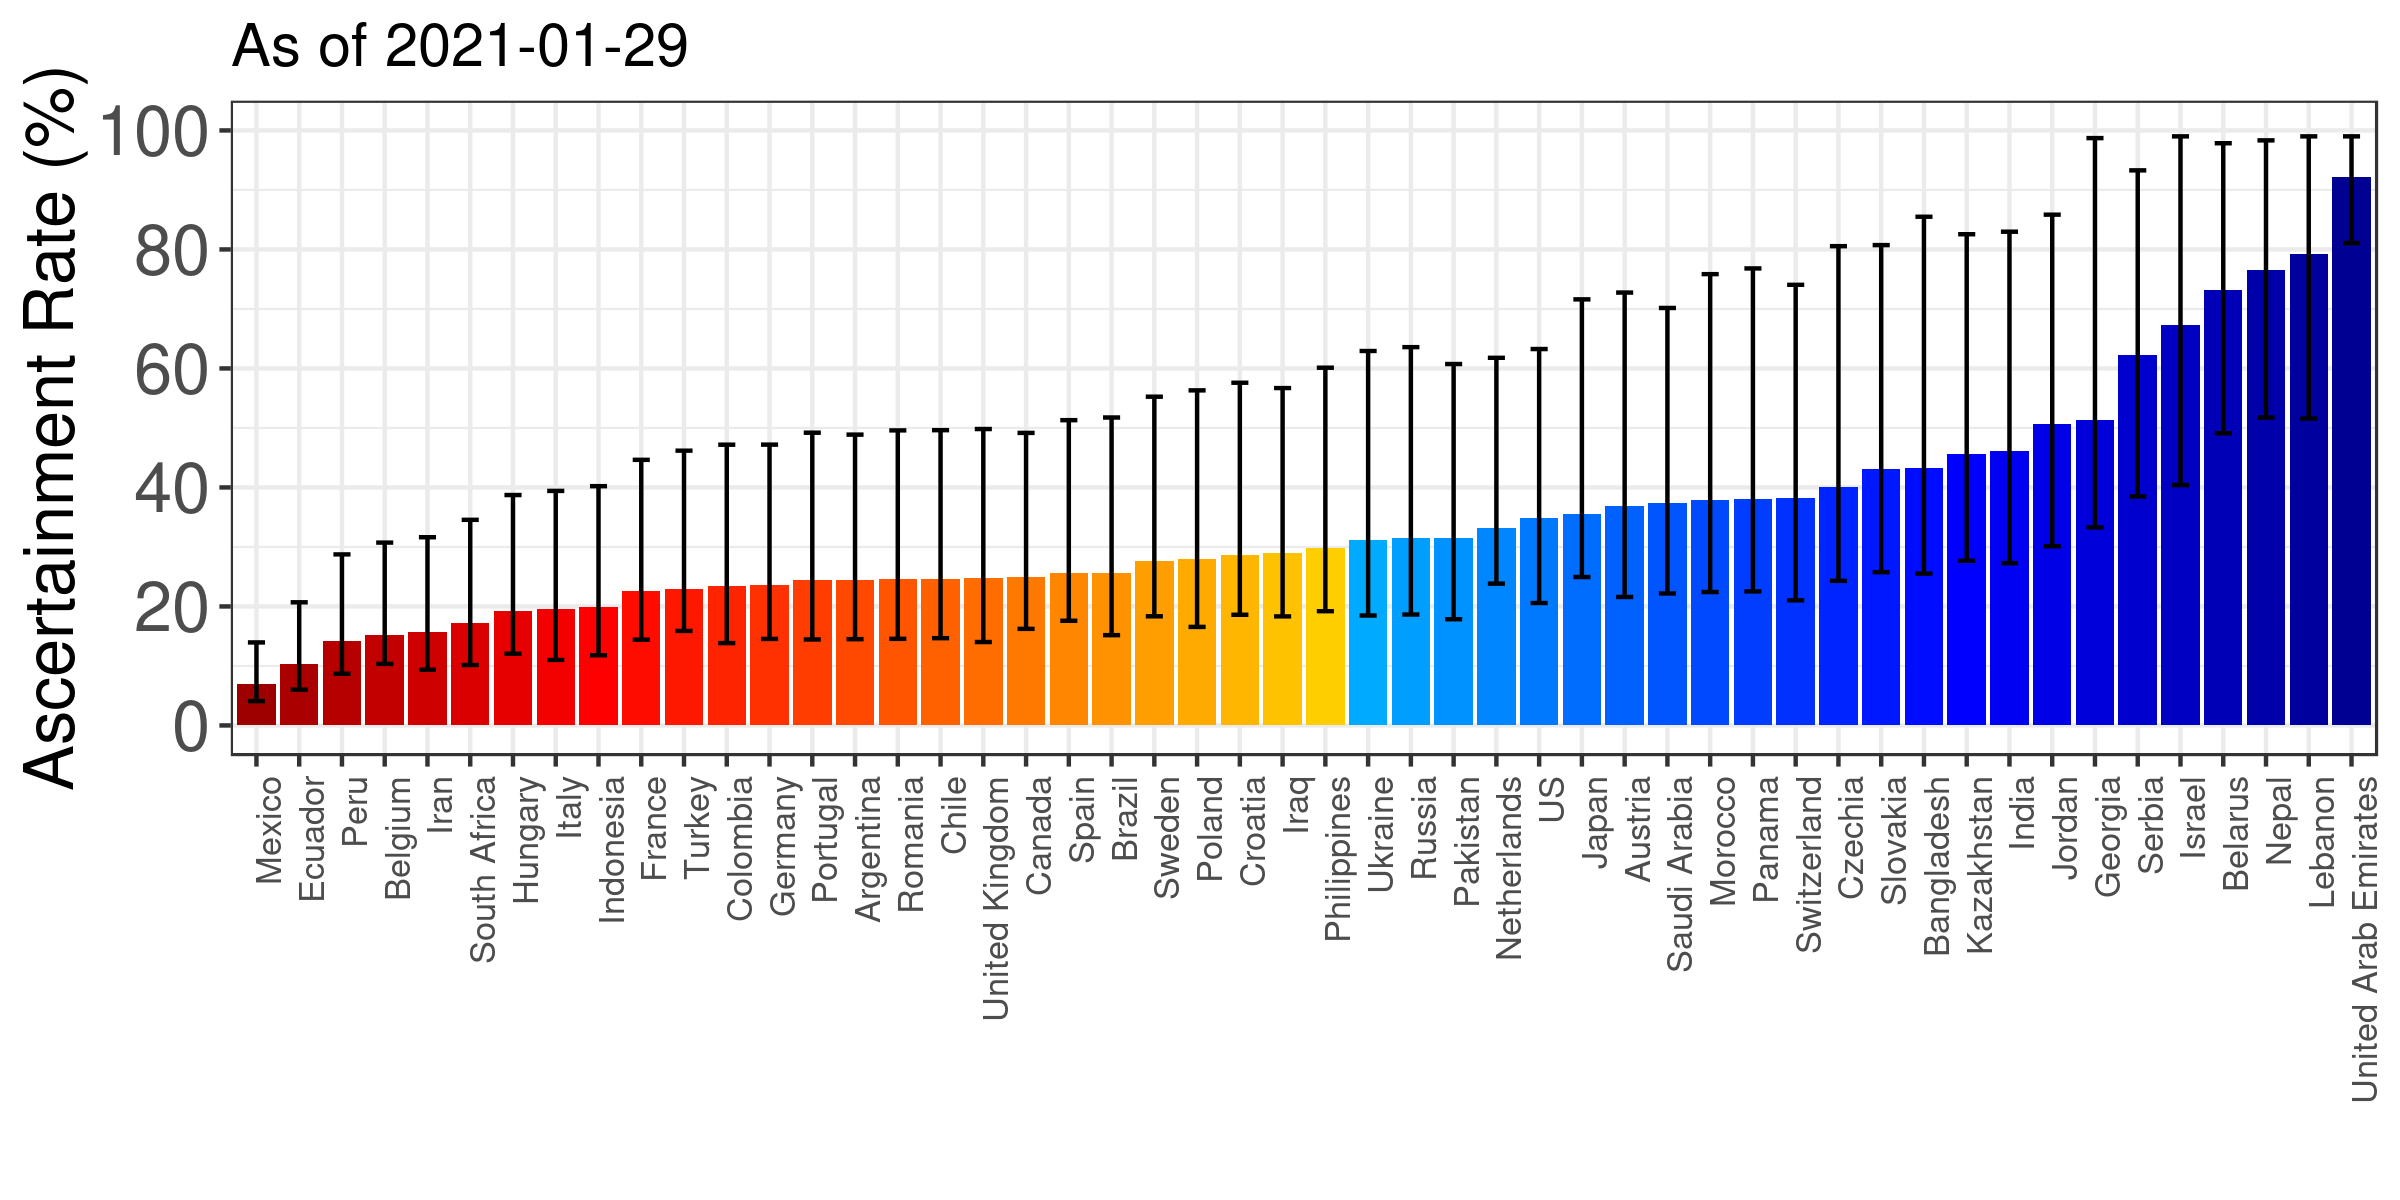 As of 2021-01-29
Ascertainment Rate (%)
100
80
60
40
20
0
Mexico
Ecuador
Peru
Belgium
Iran
South Africa
Hungary
Italy
Indonesia
France
Turkey
Colombia
Germany
Portugal
Argentina
Romania
Chile
United Kingdom
Canada
Spain
Brazil
Sweden
Poland
Croatia
Iraq
Philippines
Ukraine
Russia
Pakistan
Netherlands
US
Japan
Austria
Saudi Arabia
Morocco
Panama
Switzerland
Czechia
Slovakia
Bangladesh
Kazakhstan
India
Jordan
Georgia
Serbia
Israel
Belarus
Nepal
Lebanon
United Arab Emirates